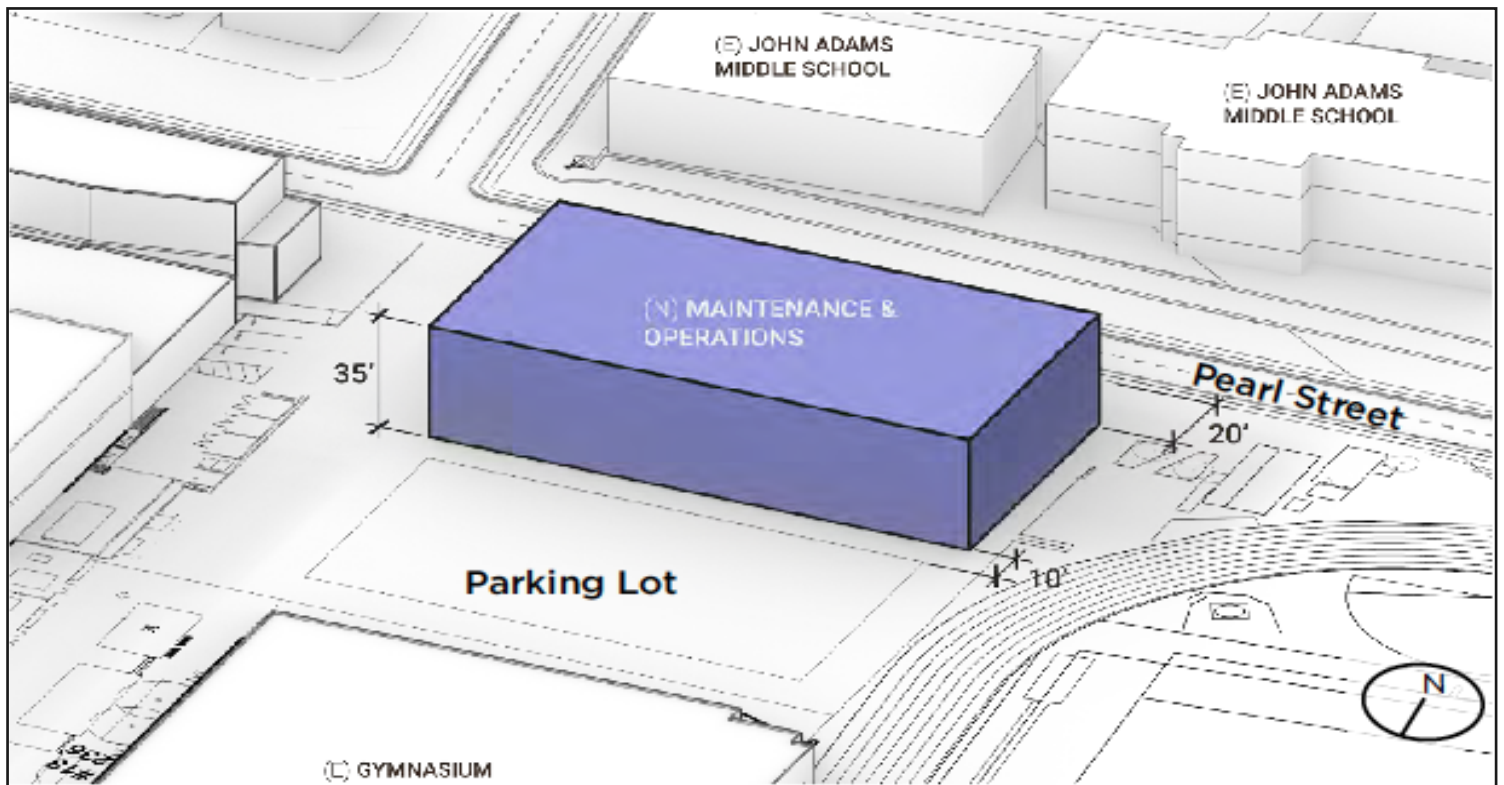 (E) JOHN ADAMS
MIDDLE SCHOOL
(E) JOHN ADAMS
MIDDLE SCHOOL
(N) MAINTENANCE &
OPERATIONS
35'
Pearl Street
20'
10'
Parking Lot
N
(E) GYMNASIUM